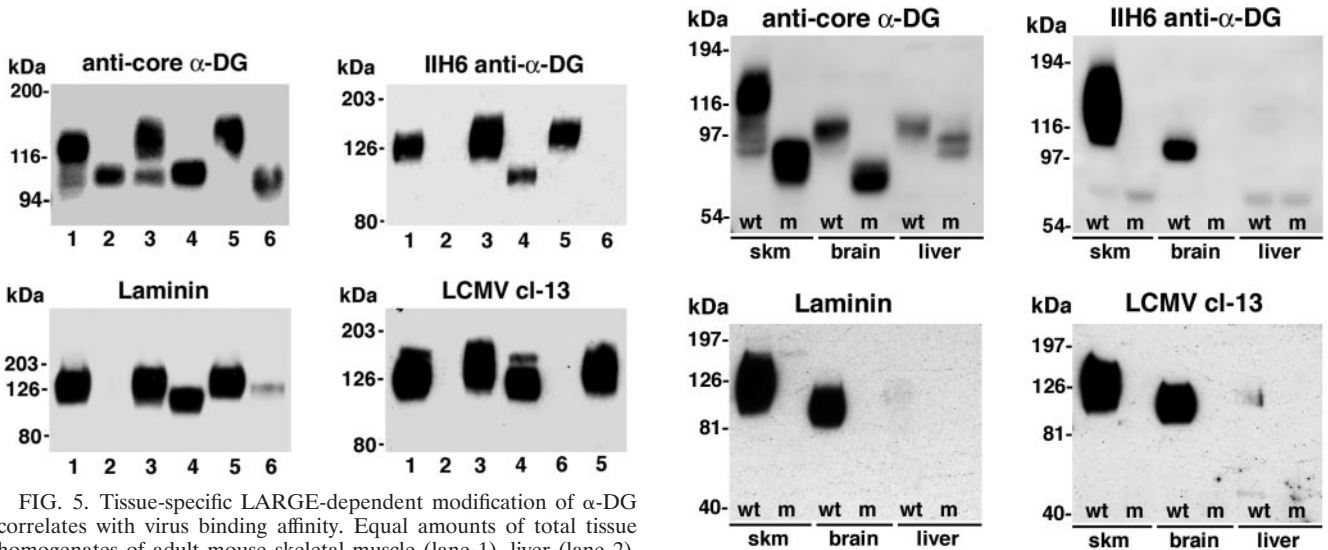 anti-core α-DG
IIH6 anti-α-DG
kDa
200-
116-
94-
1 2 3 4 5 6
kDa
203-
126-
80-
1 2 3 4 5 6
Laminin
LCMV cl-13
kDa
203-
126-
80-
1 2 3 4 5 6
kDa
203-
126-
80-
1 2 3 4 6 5
FIG. 5. Tissue-specific LARGE-dependent modification of α-DG
correlates with virus binding affinity. Equal amounts of total tissue
homogenates of adult mouse skeletal muscle (lane 1), liver (lane 2),
anti-core α-DG
IIH6 anti-α-DG
kDa
194-
116-
97-
54-
wt m wt m wt m
skm brain liver
kDa
194-
116-
97-
54-
wt m wt m wt m
skm brain liver
Laminin
LCMV cl-13
kDa
197-
126-
81-
40-
wt m wt m wt m
skm brain liver
kDa
197-
126-
81-
40-
wt m wt m wt m
skm brain liver